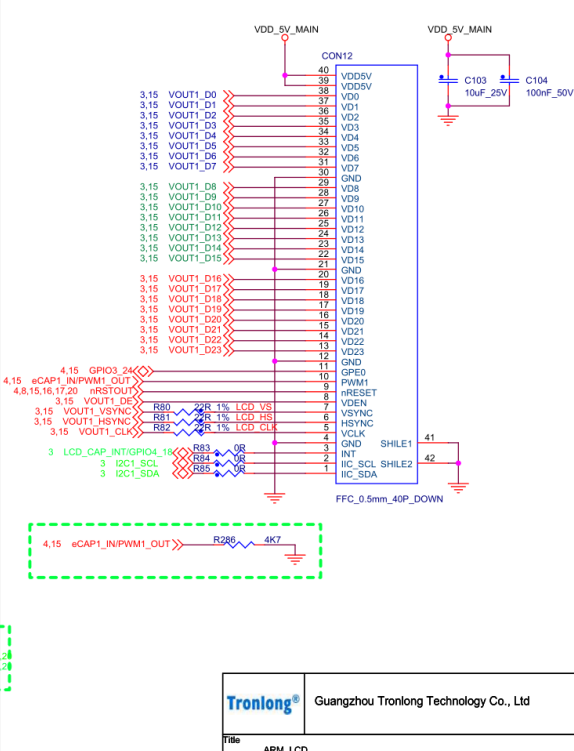 VDD_5V_MAIN
VDD_5V_MAIN
CON12
C103
10uF_25V
C104
100nF_50V
40 VDD5V
39 VDD5V
3,15 VOUT1_D0 38 VD0
3,15 VOUT1_D1 37 VD1
3,15 VOUT1_D2 36 VD2
3,15 VOUT1_D3 35 VD3
3,15 VOUT1_D4 34 VD4
3,15 VOUT1_D5 33 VD5
3,15 VOUT1_D6 32 VD6
3,15 VOUT1_D7 31 VD7
30 GND
3,15 VOUT1_D8 29 VD8
3,15 VOUT1_D9 28 VD9
3,15 VOUT1_D10 27 VD10
3,15 VOUT1_D11 26 VD11
3,15 VOUT1_D12 25 VD12
3,15 VOUT1_D13 24 VD13
3,15 VOUT1_D14 23 VD14
3,15 VOUT1_D15 22 VD15
21 GND
3,15 VOUT1_D16 20 VD16
3,15 VOUT1_D17 19 VD17
3,15 VOUT1_D18 18 VD18
3,15 VOUT1_D19 17 VD19
3,15 VOUT1_D20 16 VD20
3,15 VOUT1_D21 15 VD21
3,15 VOUT1_D22 14 VD22
3,15 VOUT1_D23 13 VD23
12 GND
4,15 GPIO3_24 11 GPE0
4,15 eCAP1_IN/PWM1_OUT 10 PWM1
4,8,15,16,17,20 nRSTOUT 9 nRESET
3,15 VOUT1_DE 8 VDEN
3,15 VOUT1_VSYNC R80 22R 1% LCD_VS 7 VSYNC
3,15 VOUT1_HSYNC R81 22R 1% LCD_HS 6 HSYNC
3,15 VOUT1_CLK R82 22R 1% LCD_CLK 5 VCLK
4 GND SHILE1 41
3 LCD_CAP_INT/GPIO4_16 R83 0R 3 INT
3 I2C1_SCL R84 0R 2 IIC_SCL SHILE2 42
3 I2C1_SDA R85 0R 1 IIC_SDA
FFC_0.5mm_40P_DOWN
4,15 eCAP1_IN/PWM1_OUT R286 4K7
Tronlong® Guangzhou Tronlong Technology Co., Ltd
Title
ARM_LCD